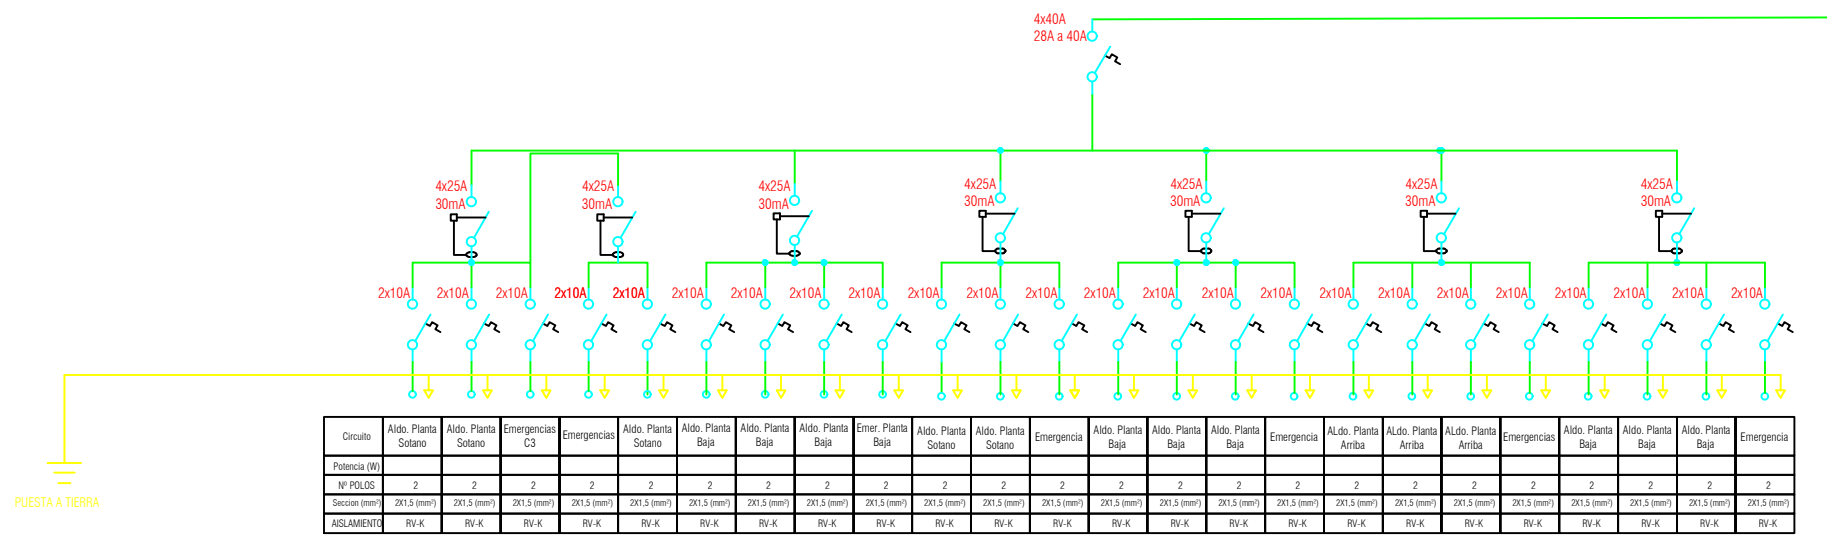 4x40A
28A a 40A
4x25A 4x25A 4x25A 4x25A 4x25A 4x25A 4x25A
30mA 30mA 30mA 30mA 30mA 30mA 30mA
2x10A 2x10A 2x10A 2x10A 2x10A 2x10A 2x10A 2x10A 2x10A 2x10A 2x10A 2x10A 2x10A 2x10A 2x10A 2x10A 2x10A 2x10A 2x10A 2x10A 2x10A 2x10A 2x10A 2x10A
Circuito Aldo. Planta Sotano Aldo. Planta Sotano Emergencias C3 Emergencias Aldo. Planta Sotano Aldo. Planta Baja Aldo. Planta Baja Aldo. Planta Baja Emer. Planta Baja Aldo. Planta Sotano Aldo. Planta Sotano Emergencia Aldo. Planta Baja Aldo. Planta Baja Aldo. Planta Baja Emergencia ALdo. Planta Arriba ALdo. Planta Arriba ALdo. Planta Arriba Emergencias Aldo. Planta Baja Aldo. Planta Baja Aldo. Planta Baja Emergencia
Potencia (W)
Nº POLOS 2 2 2 2 2 2 2 2 2 2 2 2 2 2 2 2 2 2 2 2 2 2 2 2
Seccion (mm²) 2X1,5 (mm²) 2X1,5 (mm²) 2X1,5 (mm²) 2X1,5 (mm²) 2X1,5 (mm²) 2X1,5 (mm²) 2X1,5 (mm²) 2X1,5 (mm²) 2X1,5 (mm²) 2X1,5 (mm²) 2X1,5 (mm²) 2X1,5 (mm²) 2X1,5 (mm²) 2X1,5 (mm²) 2X1,5 (mm²) 2X1,5 (mm²) 2X1,5 (mm²) 2X1,5 (mm²) 2X1,5 (mm²) 2X1,5 (mm²) 2X1,5 (mm²) 2X1,5 (mm²) 2X1,5 (mm²) 2X1,5 (mm²)
AISLAMIENTO RV-K RV-K RV-K RV-K RV-K RV-K RV-K RV-K RV-K RV-K RV-K RV-K RV-K RV-K RV-K RV-K RV-K RV-K RV-K RV-K RV-K RV-K RV-K RV-K
PUESTA A TIERRA